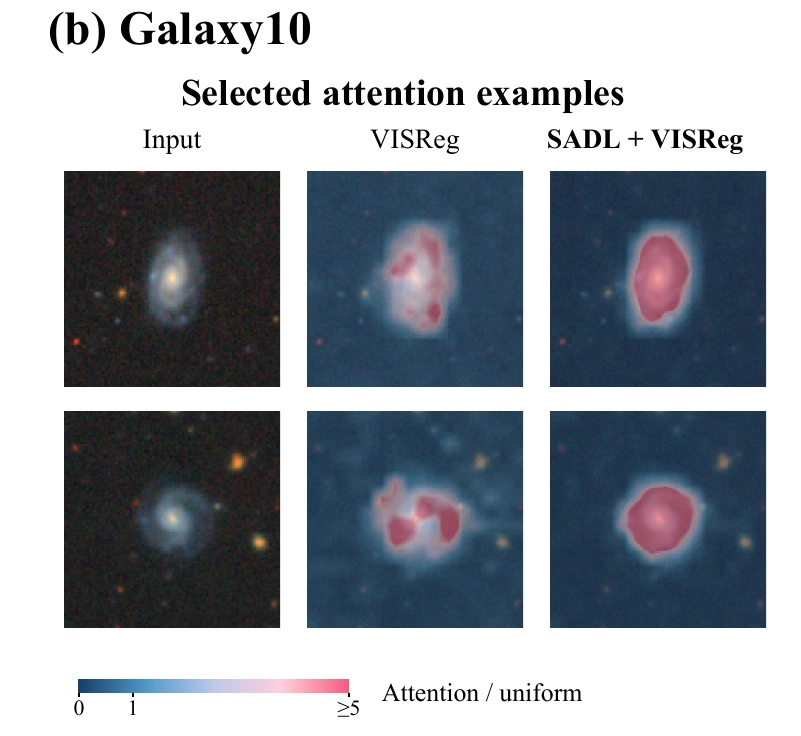 (b) Galaxy10
Selected attention examples
Input VISReg SADL + VISReg
0 1 ≥5 Attention / uniform